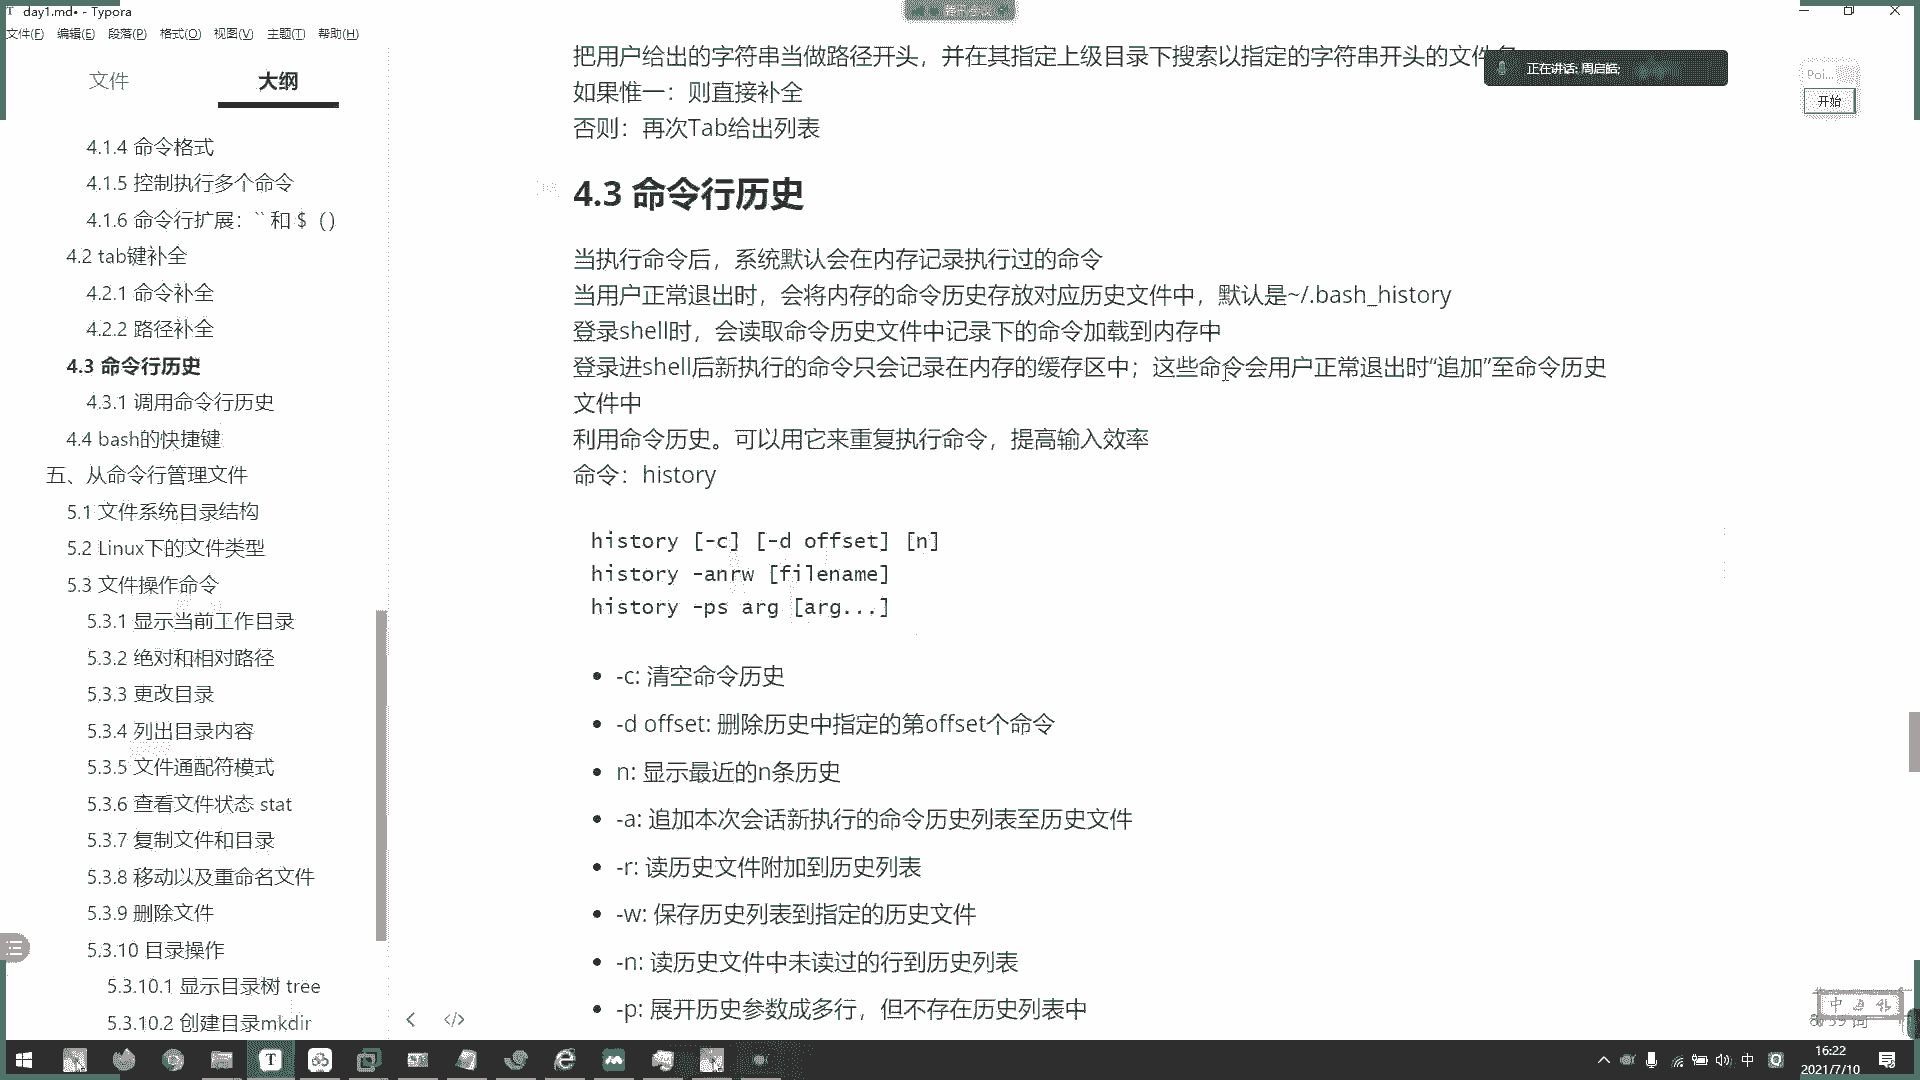 day1.md• - Typora
腾讯会议
文件(F) 编辑(E) 段落(P) 格式(O) 视图(V) 主题(T) 帮助(H)
文件 大纲
4.1.4 命令格式
4.1.5 控制执行多个命令
4.1.6 命令行扩展：`` 和 $（）
4.2 tab键补全
4.2.1 命令补全
4.2.2 路径补全
4.3 命令行历史
4.3.1 调用命令行历史
4.4 bash的快捷键
五、从命令行管理文件
5.1 文件系统目录结构
5.2 Linux下的文件类型
5.3 文件操作命令
5.3.1 显示当前工作目录
5.3.2 绝对和相对路径
5.3.3 更改目录
5.3.4 列出目录内容
5.3.5 文件通配符模式
5.3.6 查看文件状态 stat
5.3.7 复制文件和目录
5.3.8 移动以及重命名文件
5.3.9 删除文件
5.3.10 目录操作
5.3.10.1 显示目录树 tree
5.3.10.2 创建目录mkdir
把用户给出的字符串当做路径开头，并在其指定上级目录下搜索以指定的字符串开头的文件名
如果惟一：则直接补全
否则：再次Tab给出列表
4.3 命令行历史
当执行命令后，系统默认会在内存记录执行过的命令
当用户正常退出时，会将内存的命令历史存放对应历史文件中，默认是~/.bash_history
登录shell时，会读取命令历史文件中记录下的命令加载到内存中
登录进shell后新执行的命令只会记录在内存的缓存区中；这些命令会用户正常退出时“追加”至命令历史
文件中
利用命令历史。可以用它来重复执行命令，提高输入效率
命令：history
history [-c] [-d offset] [n]
history -anrw [filename]
history -ps arg [arg...]
-c: 清空命令历史
-d offset: 删除历史中指定的第offset个命令
n: 显示最近的n条历史
-a: 追加本次会话新执行的命令历史列表至历史文件
-r: 读历史文件附加到历史列表
-w: 保存历史列表到指定的历史文件
-n: 读历史文件中未读过的行到历史列表
-p: 展开历史参数成多行，但不存在历史列表中
正在讲话: 周启皓;
Poi...
开始
中
中
16:22
2021/7/10